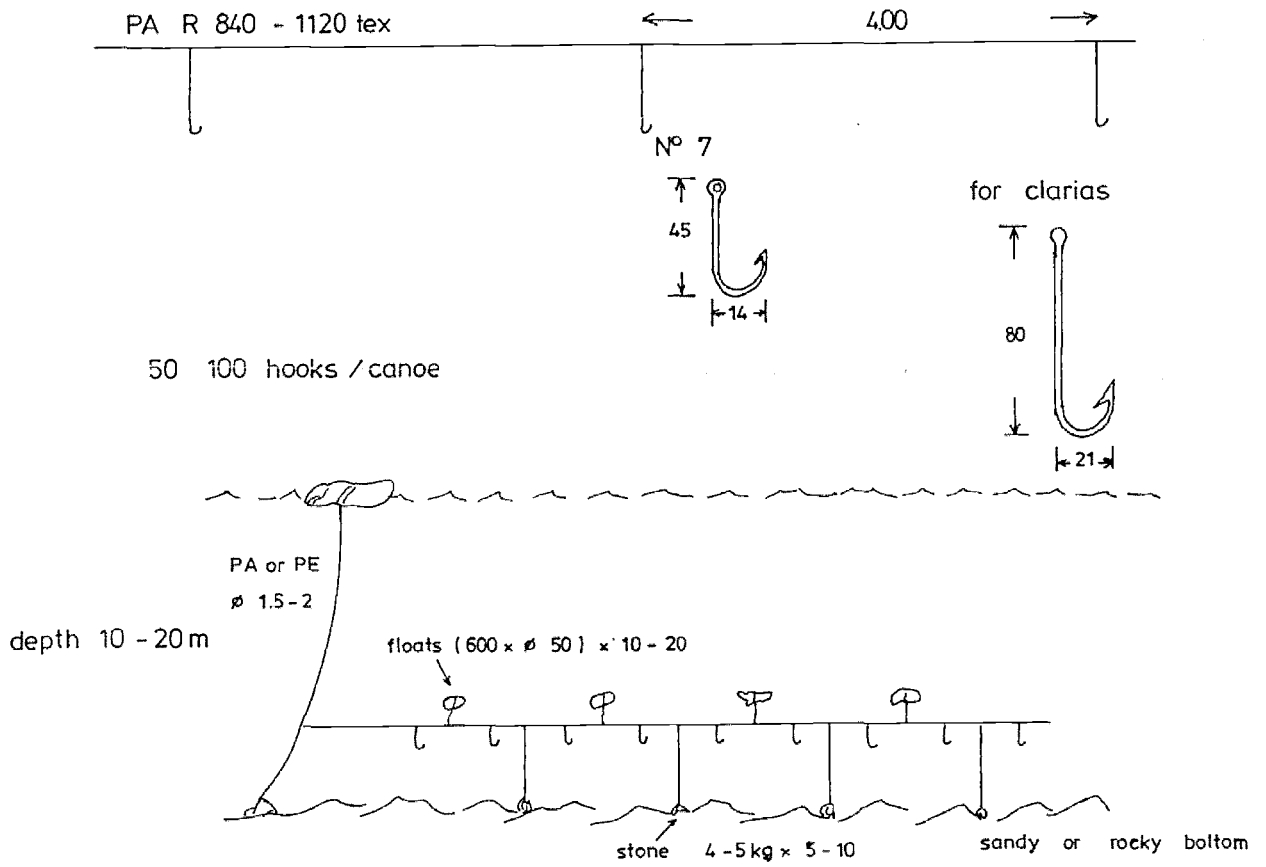 PA R 840 - 1120 tex
4.00
Nº 7
45
14
for clarias
80
21
50 100 hooks / canoe
PA or PE
ø 1.5 - 2
depth 10 - 20 m
floats (600 x ø 50) x 10 - 20
stone 4 - 5 kg x 5 - 10
sandy or rocky bottom